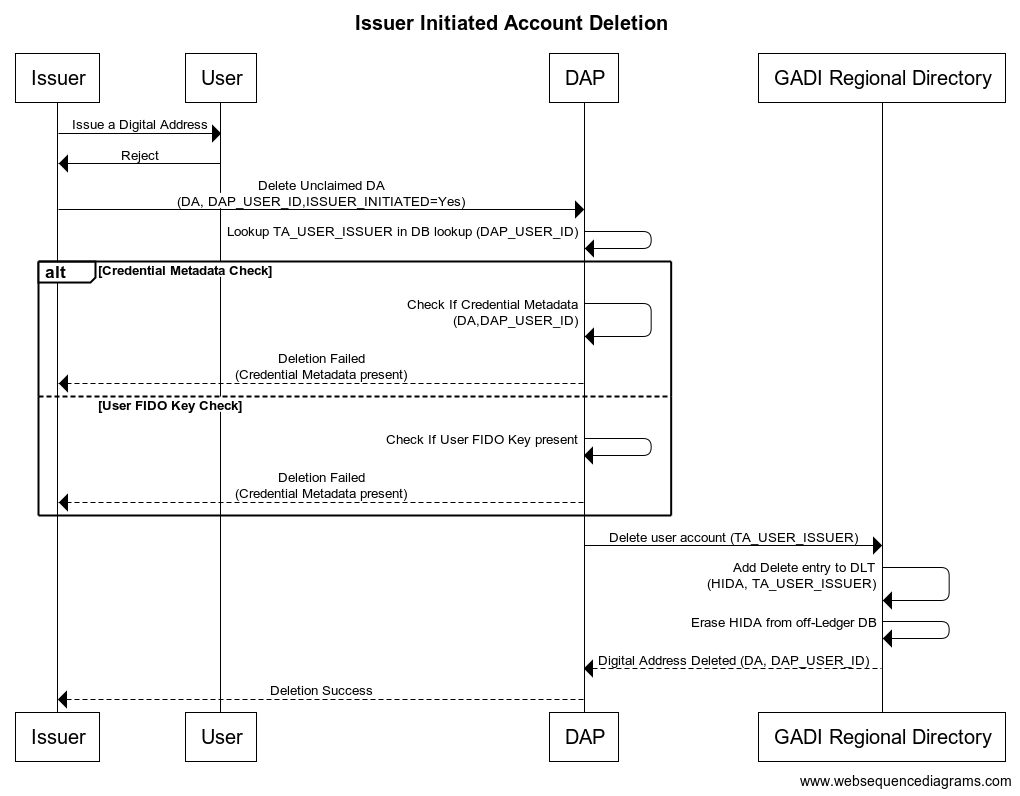 Issuer Initiated Account Deletion
Issuer
User
DAP
GADI Regional Directory
Issue a Digital Address
Reject
Delete Unclaimed DA
(DA, DAP_USER_ID,ISSUER_INITIATED=Yes)
Lookup TA_USER_ISSUER in DB lookup (DAP_USER_ID)
alt
[Credential Metadata Check]
Check If Credential Metadata
(DA,DAP_USER_ID)
Deletion Failed
(Credential Metadata present)
[User FIDO Key Check]
Check If User FIDO Key present
Deletion Failed
(Credential Metadata present)
Delete user account (TA_USER_ISSUER)
Add Delete entry to DLT
(HIDA, TA_USER_ISSUER)
Erase HIDA from off-Ledger DB
Digital Address Deleted (DA, DAP_USER_ID)
Deletion Success
Issuer
User
DAP
GADI Regional Directory
www.websequencediagrams.com